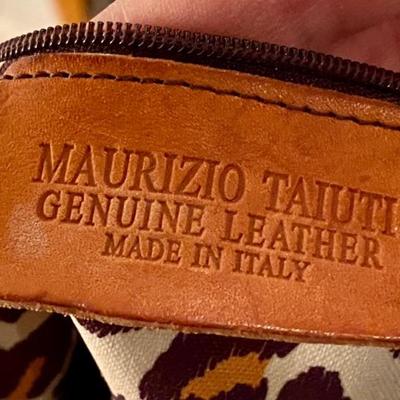 MAURIZIO TAIUTI
GENUINE LEATHER
MADE IN ITALY